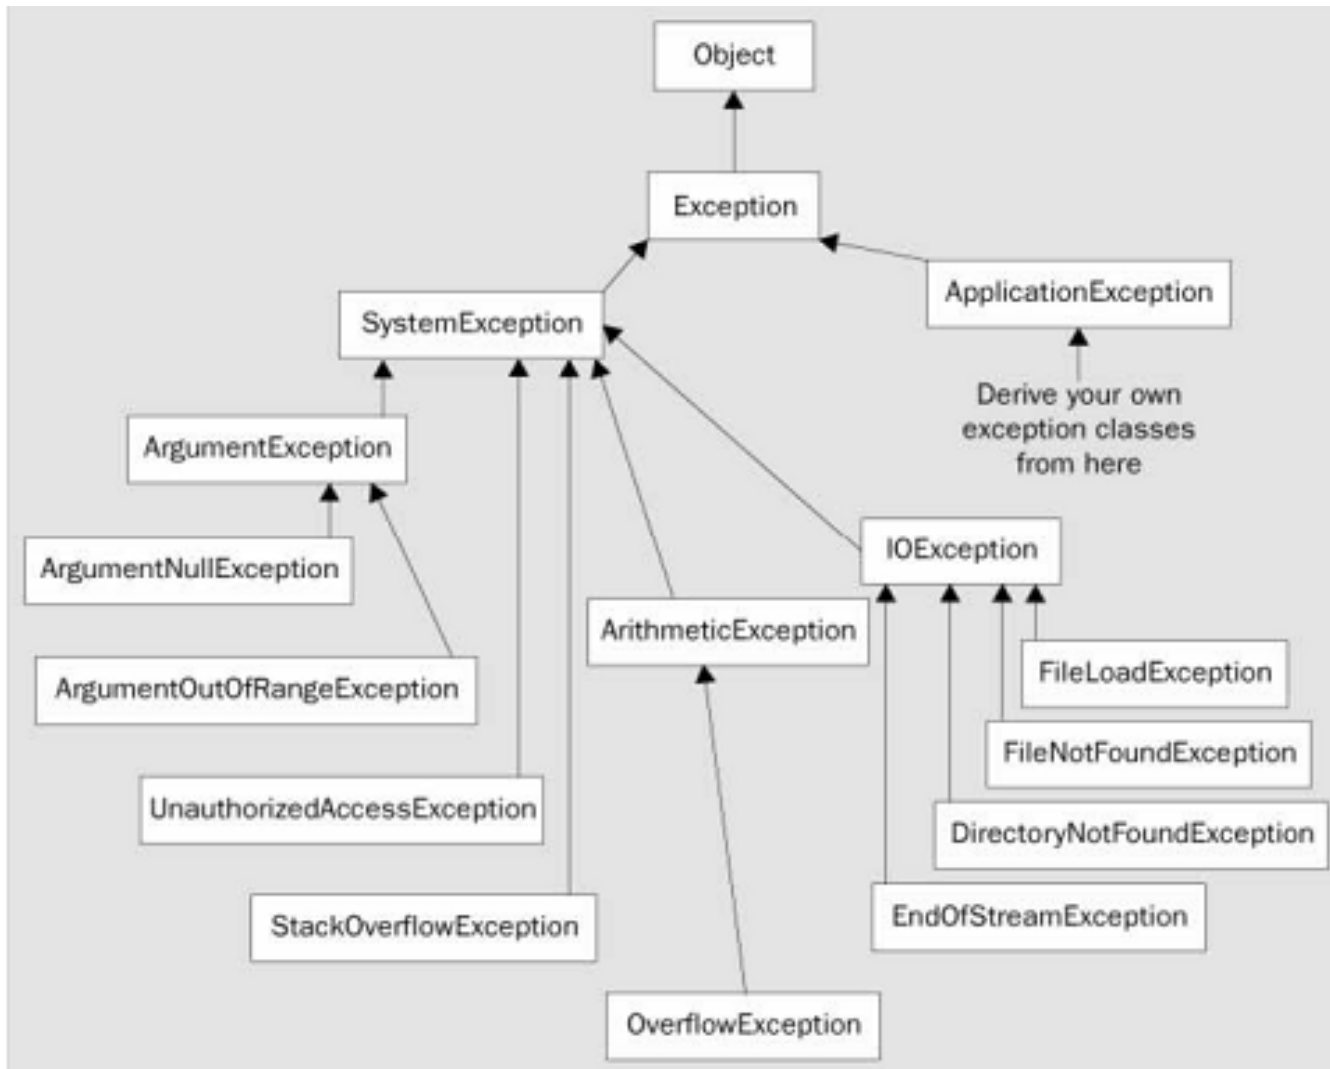 Object
Exception
ApplicationException
SystemException
Derive your own
exception classes
from here
ArgumentException
IOException
ArgumentNullException
ArithmeticException
FileLoadException
ArgumentOutOfRangeException
FileNotFoundException
UnauthorizedAccessException
DirectoryNotFoundException
EndOfStreamException
StackOverflowException
OverflowException